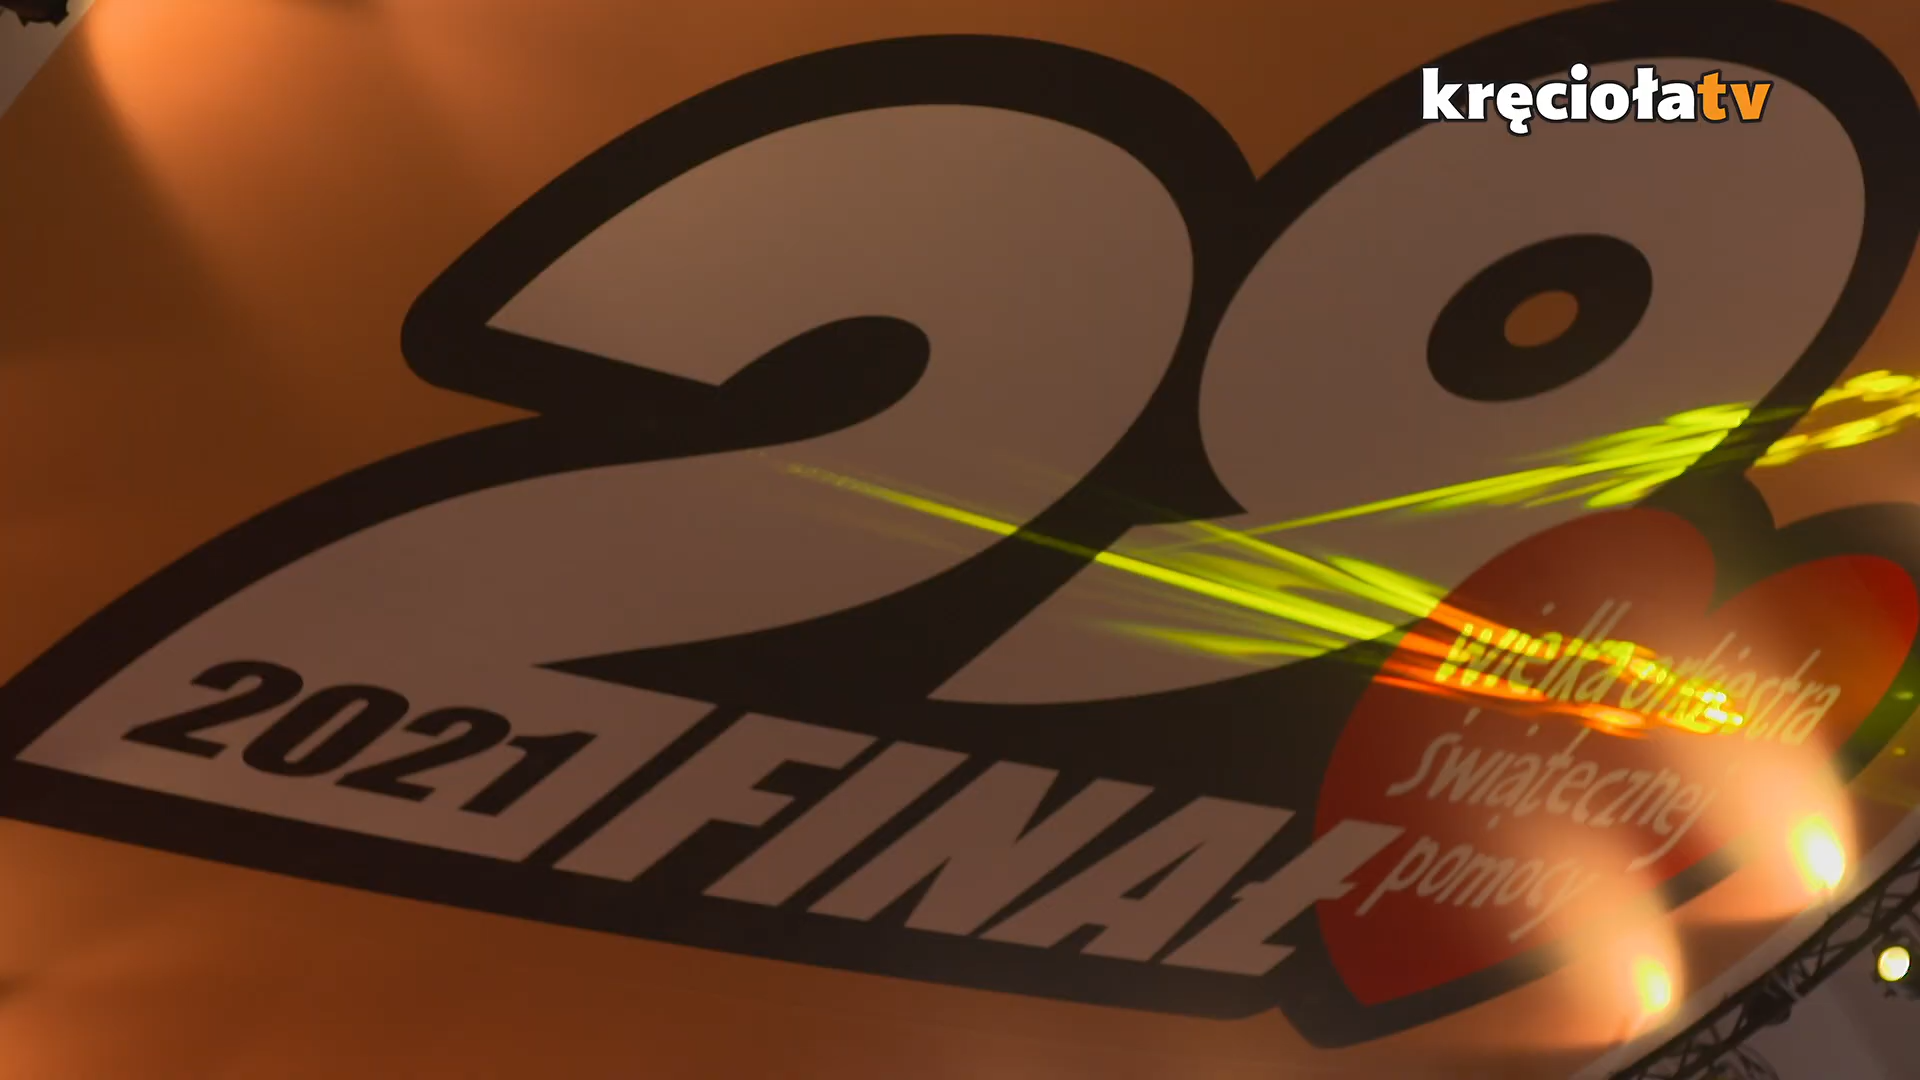 kręciołatv
29
2021 FINAŁ
wielka orkiestra
świątecznej
pomocy